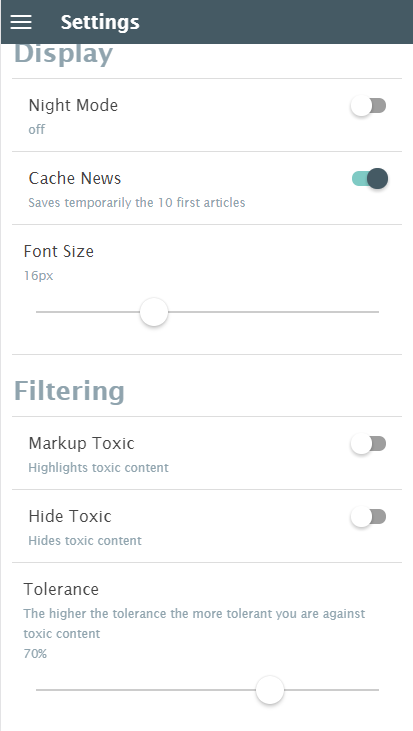 Settings
Display
Night Mode
off
Cache News
Saves temporarily the 10 first articles
Font Size
16px
Filtering
Markup Toxic
Highlights toxic content
Hide Toxic
Hides toxic content
Tolerance
The higher the tolerance the more tolerant you are against
toxic content
70%